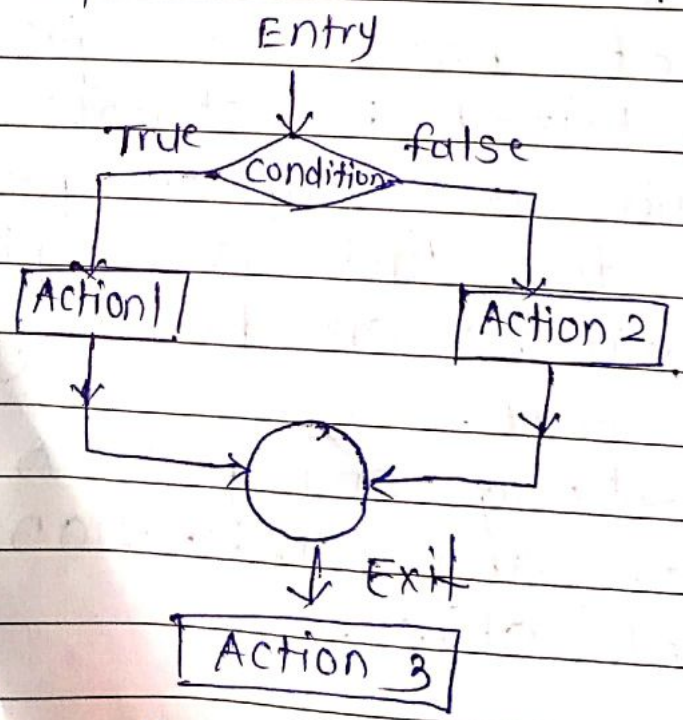 Entry
True false
condition
Action1
Action 2
Exit
Action 3